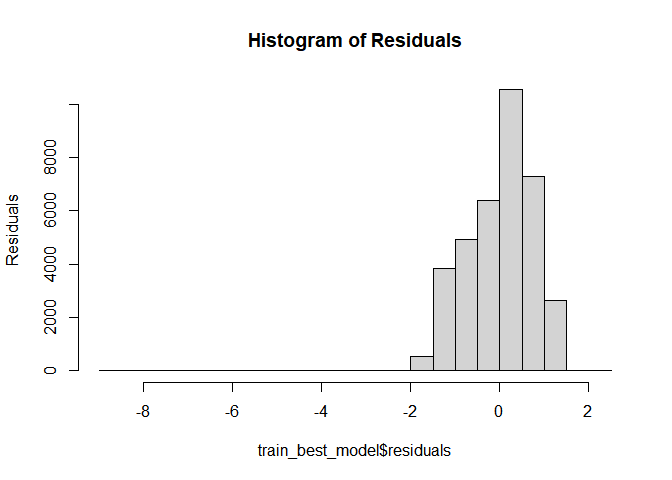 Histogram of Residuals
Residuals
8000
6000
4000
2000
0
-8 -6 -4 -2 0 2
train_best_model$residuals